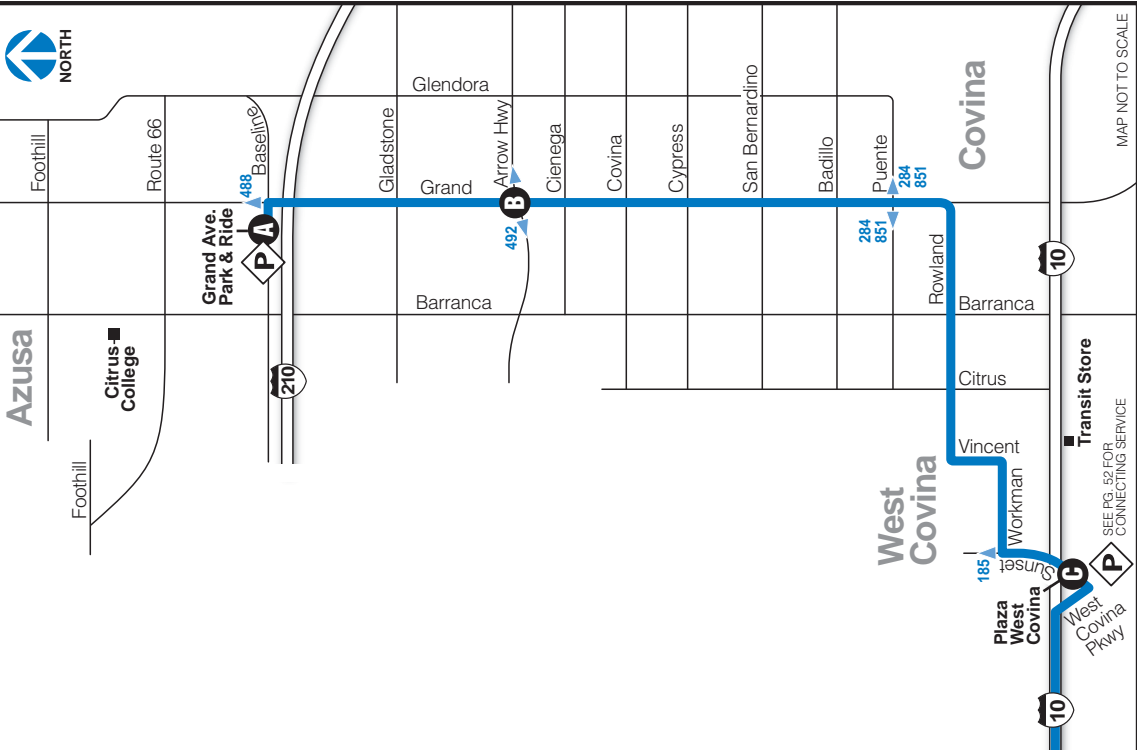 NORTH
Foothill
Route 66
Baseline
488
Grand Ave.
Park & Ride
A
P
Azusa
Citrus
College
Foothill
210
Glendora
Gladstone
Grand
Arrow Hwy
B
492
Cienega
Covina
Cypress
San Bernardino
Badillo
Puente
284
851
284
851
Barranca
Covina
MAP NOT TO SCALE
Rowland
10
Barranca
Citrus
Transit Store
Vincent
West
Covina
Workman
185
Sunset
C
P
SEE PG. 52 FOR
CONNECTING SERVICE
Plaza
West
Covina
West
Covina
Pkwy
10